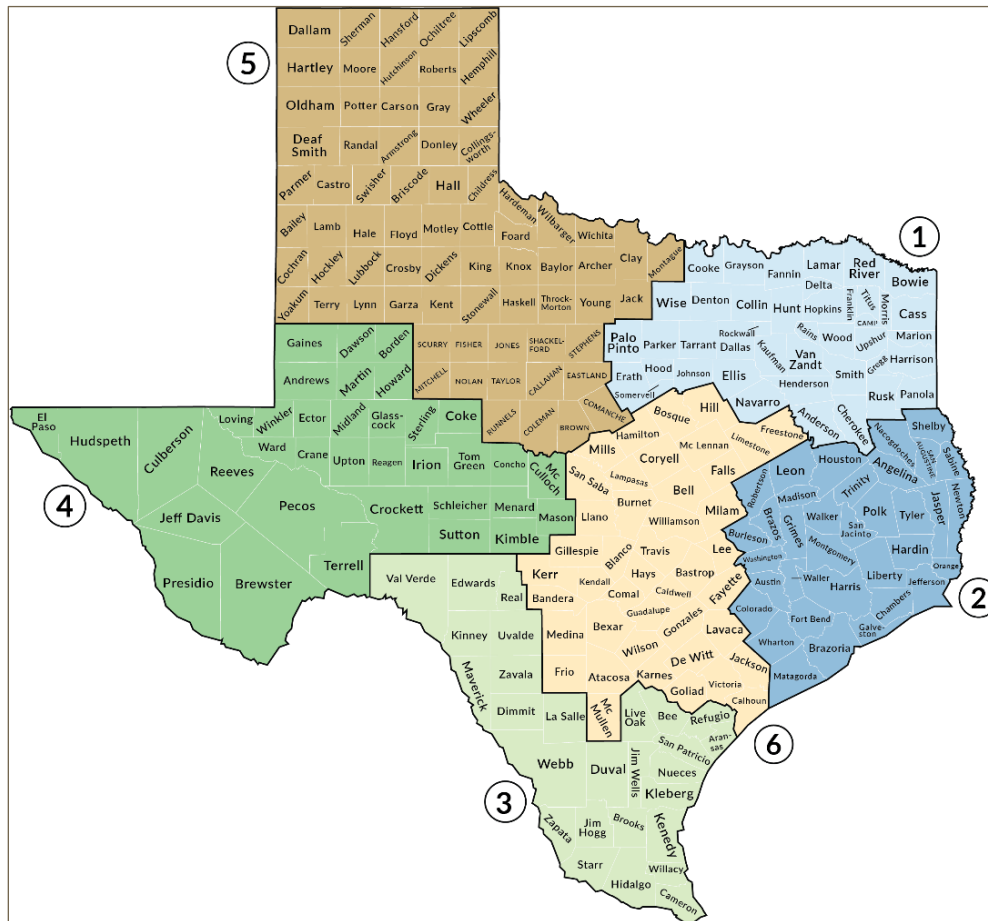 Dallam Sherman Hansford Ochiltree Lipscomb
5
Hartley Moore Hutchinson Roberts Hemphill
Oldham Potter Carson Gray Wheeler
Deaf Smith Randal Armstrong Donley Collings-worth
Parmer Castro Swisher Briscode Hall Childress
Hardeman Wilbarger Wichita
Bailey Lamb Hale Floyd Motley Cottle Foard
Clay Montague
Cochran Hockley Lubbock Crosby Dickens King Knox Baylor Archer
Yoakum Terry Lynn Garza Kent Stonewall Haskell Throck-Morton Young Jack
SCURRY FISHER JONES SHACKEL-FORD STEPHENS
MITCHELL NOLAN TAYLOR CALLAHAN EASTLAND
RUNNELS COLEMAN BROWN COMANCHE
1
Cooke Grayson Fannin Lamar Red River Bowie
Delta Franklin Titus Morris Cass
Wise Denton Collin Hunt Hopkins CAMP
Rains Wood Upshur Marion
Palo Pinto Parker Tarrant Rockwall Dallas Kaufman Van Zandt Gregg Harrison
Erath Hood Johnson Ellis Henderson Smith Rusk Panola
Somervell Navarro Anderson Cherokee
Gaines Dawson Borden
Andrews Martin Howard
El Paso Hudspeth Culberson Loving Winkler Ector Midland Glass-cock Sterling Coke
Reeves Ward Crane Upton Reagen Irion Tom Green Concho Mc Culloch
4
Jeff Davis Pecos Crockett Schleicher Menard Mason
Sutton Kimble
Presidio Brewster Terrell
Bosque Hill Freestone
Mills Hamilton Mc Lennan Limestone
Coryell Falls
San Saba Lampasas Bell
Burnet Milam
Llano Williamson
Gillespie Blanco Travis Lee
Kerr Kendall Hays Bastrop Fayette
Bandera Comal Caldwell
Guadalupe
Medina Bexar Gonzales Lavaca
Wilson
Frio Atacosa Karnes De Witt Jackson
Goliad Victoria
Mc Mullen Calhoun
6
Nacogdoches Shelby
SAN AUGUSTINE Sabine
Leon Houston Angelina Newton
Robertson Madison Trinity Jasper
Brazos Grimes Walker Polk Tyler
San Jacinto
Burleson Montgomery Hardin
Washington Orange
Austin Waller Harris Liberty Jefferson
2
Colorado Fort Bend Chambers
Galve-ston
Wharton Brazoria
Matagorda
Val Verde Edwards Real
Kinney Uvalde
Maverick Zavala
Dimmit La Salle
Live Oak Bee Refugio
Aran-sas
San Patricio
Webb Duval Jim Wells Nueces
3
Kleberg
Zapata Jim Hogg Brooks Kenedy
Starr Willacy
Hidalgo Cameron